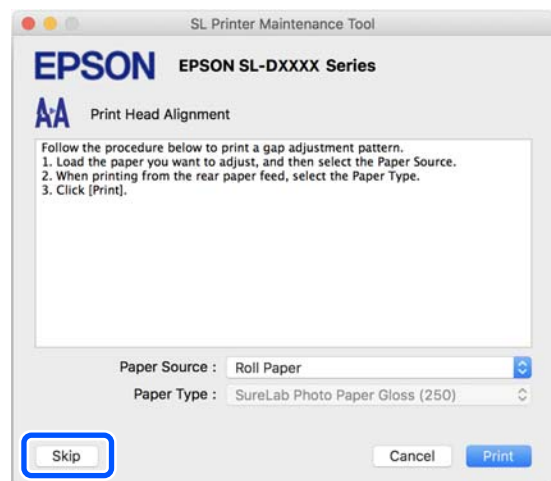 SL Printer Maintenance Tool
EPSON EPSON SL-DXXXX Series
Print Head Alignment
Follow the procedure below to print a gap adjustment pattern.
1. Load the paper you want to adjust, and then select the Paper Source.
2. When printing from the rear paper feed, select the Paper Type.
3. Click [Print].
Paper Source : Roll Paper
Paper Type : SureLab Photo Paper Gloss (250)
Skip Cancel Print